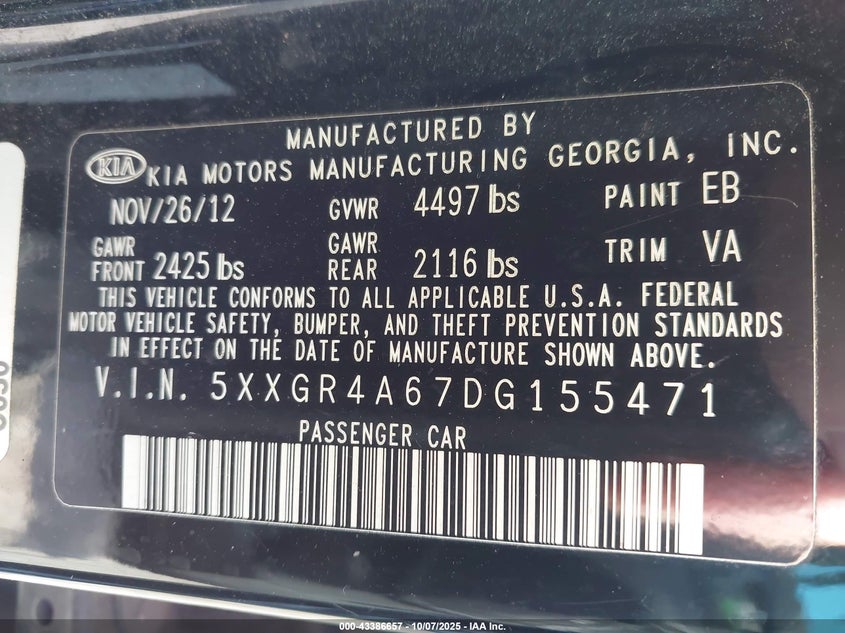 MANUFACTURED BY
KIA KIA MOTORS MANUFACTURING GEORGIA, INC.
NOV/26/12 GVWR 4497 lbs PAINT EB
GAWR FRONT 2425 lbs GAWR REAR 2116 lbs TRIM VA
THIS VEHICLE CONFORMS TO ALL APPLICABLE U.S.A. FEDERAL
MOTOR VEHICLE SAFETY, BUMPER, AND THEFT PREVENTION STANDARDS
IN EFFECT ON THE DATE OF MANUFACTURE SHOWN ABOVE.
V.I.N. 5XXGR4A67DG155471
PASSENGER CAR
000-43386657 - 10/07/2025 - IAA Inc.